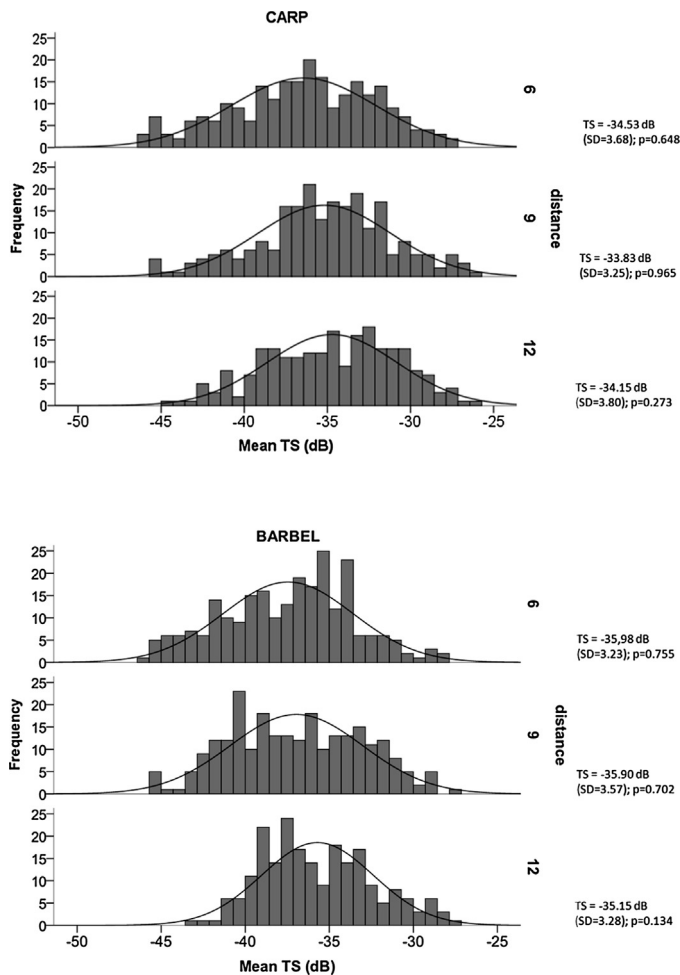 CARP
25
20
15
10
5
0
6
TS = -34.53 dB
(SD=3.68); p=0.648
25
20
15
10
5
0
Frequency
9
distance
TS = -33.83 dB
(SD=3.25); p=0.965
25
20
15
10
5
0
12
TS = -34.15 dB
(SD=3.80); p=0.273
-50 -45 -40 -35 -30 -25
Mean TS (dB)
BARBEL
25
20
15
10
5
0
6
TS = -35,98 dB
(SD=3.23); p=0.755
25
20
15
10
5
0
Frequency
9
distance
TS = -35.90 dB
(SD=3.57); p=0.702
25
20
15
10
5
0
12
TS = -35.15 dB
(SD=3.28); p=0.134
-50 -45 -40 -35 -30 -25
Mean TS (dB)